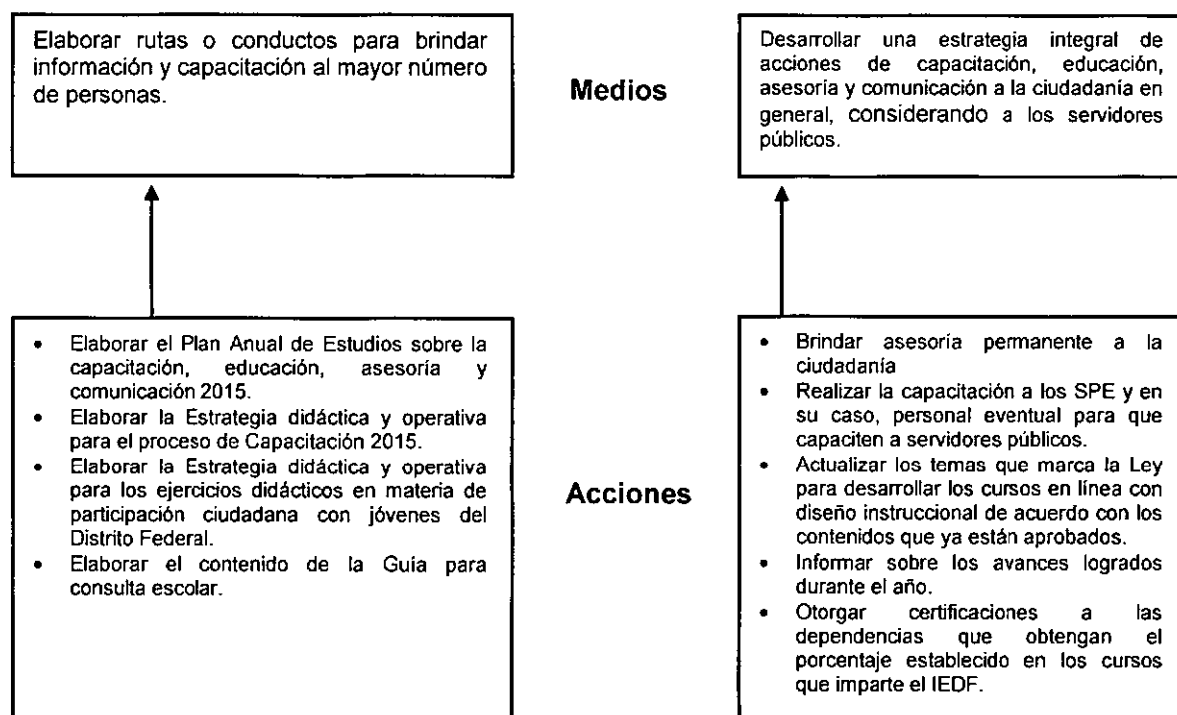 Elaborar rutas o conductos para brindar
información y capacitación al mayor número
de personas.
Medios
Desarrollar una estrategia integral de
acciones de capacitación, educación,
asesoría y comunicación a la ciudadanía en
general, considerando a los servidores
públicos.
• Elaborar el Plan Anual de Estudios sobre la
capacitación, educación, asesoría y
comunicación 2015.
• Elaborar la Estrategia didáctica y operativa
para el proceso de Capacitación 2015.
• Elaborar la Estrategia didáctica y operativa
para los ejercicios didácticos en materia de
participación ciudadana con jóvenes del
Distrito Federal.
• Elaborar el contenido de la Guía para
consulta escolar.
Acciones
• Brindar asesoría permanente a la
ciudadanía
• Realizar la capacitación a los SPE y en
su caso, personal eventual para que
capaciten a servidores públicos.
• Actualizar los temas que marca la Ley
para desarrollar los cursos en línea con
diseño instruccional de acuerdo con los
contenidos que ya están aprobados.
• Informar sobre los avances logrados
durante el año.
• Otorgar certificaciones a las
dependencias que obtengan el
porcentaje establecido en los cursos
que imparte el IEDF.